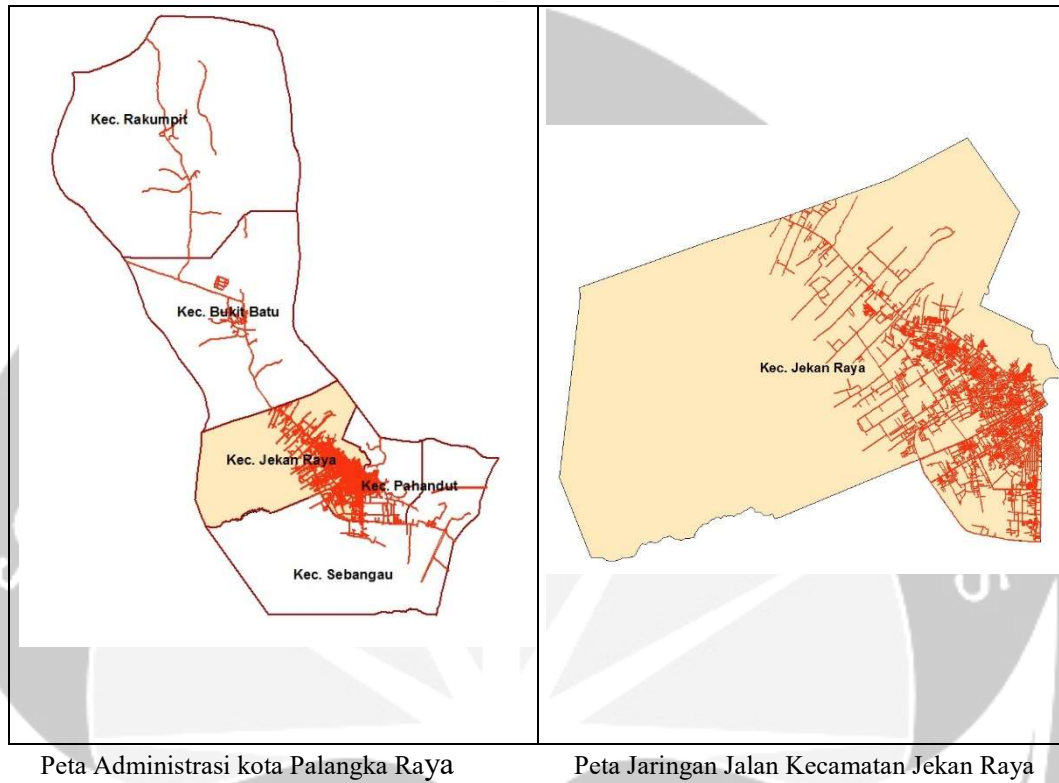 Kec. Rakumpit
Kec. Bukit Batu
Kec. Jekan Raya
Kec. Pahandut
Kec. Sebangau
Kec. Jekan Raya
Peta Administrasi kota Palangka Raya
Peta Jaringan Jalan Kecamatan Jekan Raya